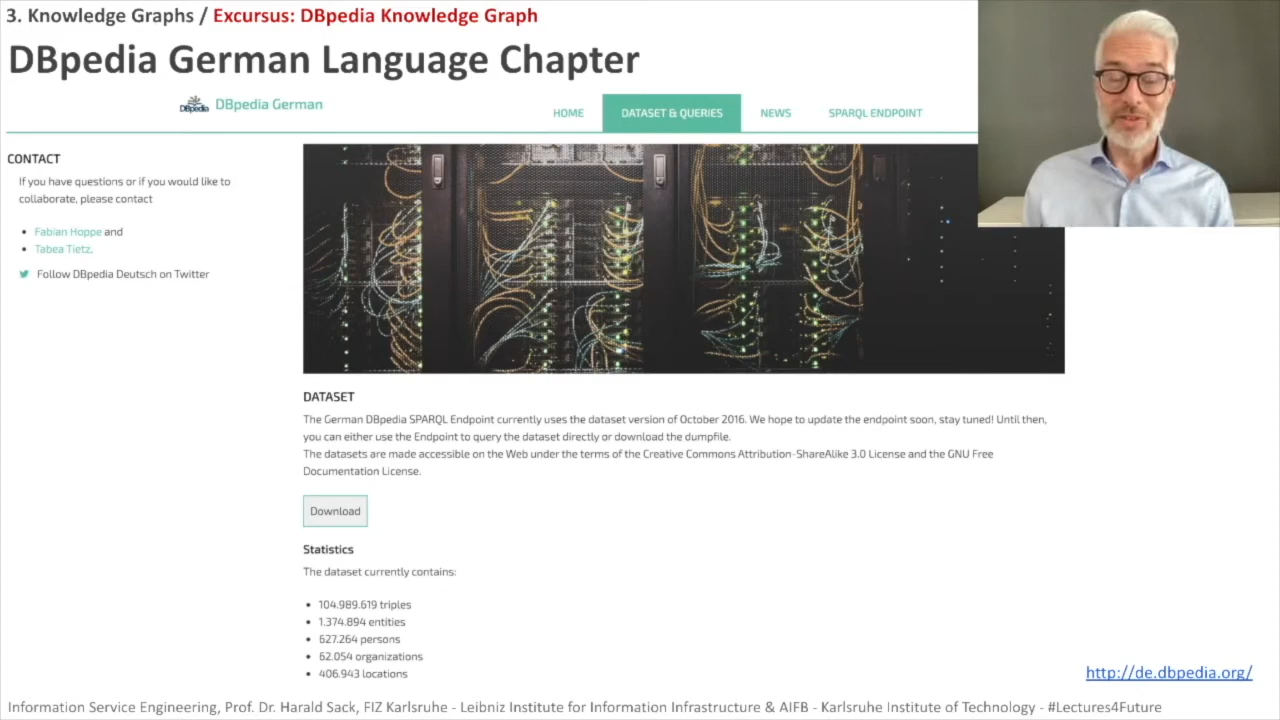 3. Knowledge Graphs / Excursus: DBpedia Knowledge Graph
DBpedia German Language Chapter
DBpedia
DBpedia German
HOME
DATASET & QUERIES
NEWS
SPARQL ENDPOINT
CONTACT
If you have questions or if you would like to
collaborate, please contact
• Fabian Hoppe and
• Tabea Tietz.
Follow DBpedia Deutsch on Twitter
DATASET
The German DBpedia SPARQL Endpoint currently uses the dataset version of October 2016. We hope to update the endpoint soon, stay tuned! Until then,
you can either use the Endpoint to query the dataset directly or download the dumpfile.
The datasets are made accessible on the Web under the terms of the Creative Commons Attribution-ShareAlike 3.0 License and the GNU Free
Documentation License.
Download
Statistics
The dataset currently contains:
• 104.989.619 triples
• 1.374.894 entities
• 627.264 persons
• 62.054 organizations
• 406.943 locations
http://de.dbpedia.org/
Information Service Engineering, Prof. Dr. Harald Sack, FIZ Karlsruhe - Leibniz Institute for Information Infrastructure & AIFB - Karlsruhe Institute of Technology - #Lectures4Future